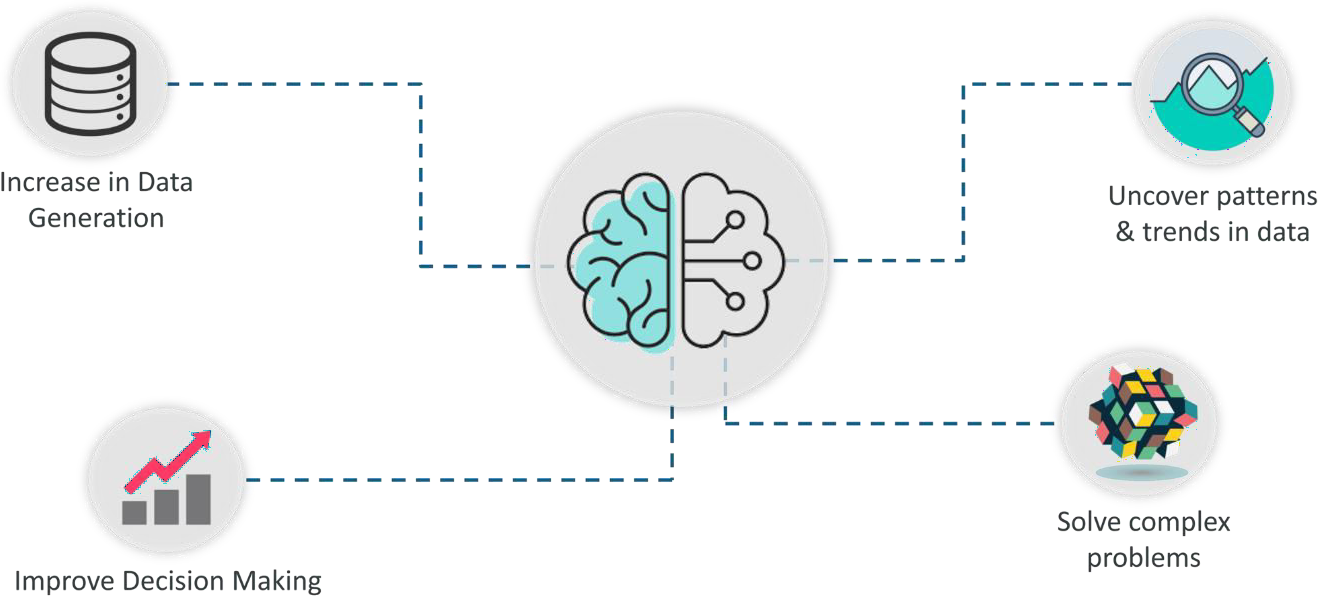 Increase in Data
Generation
Uncover patterns
& trends in data
Improve Decision Making
Solve complex
problems